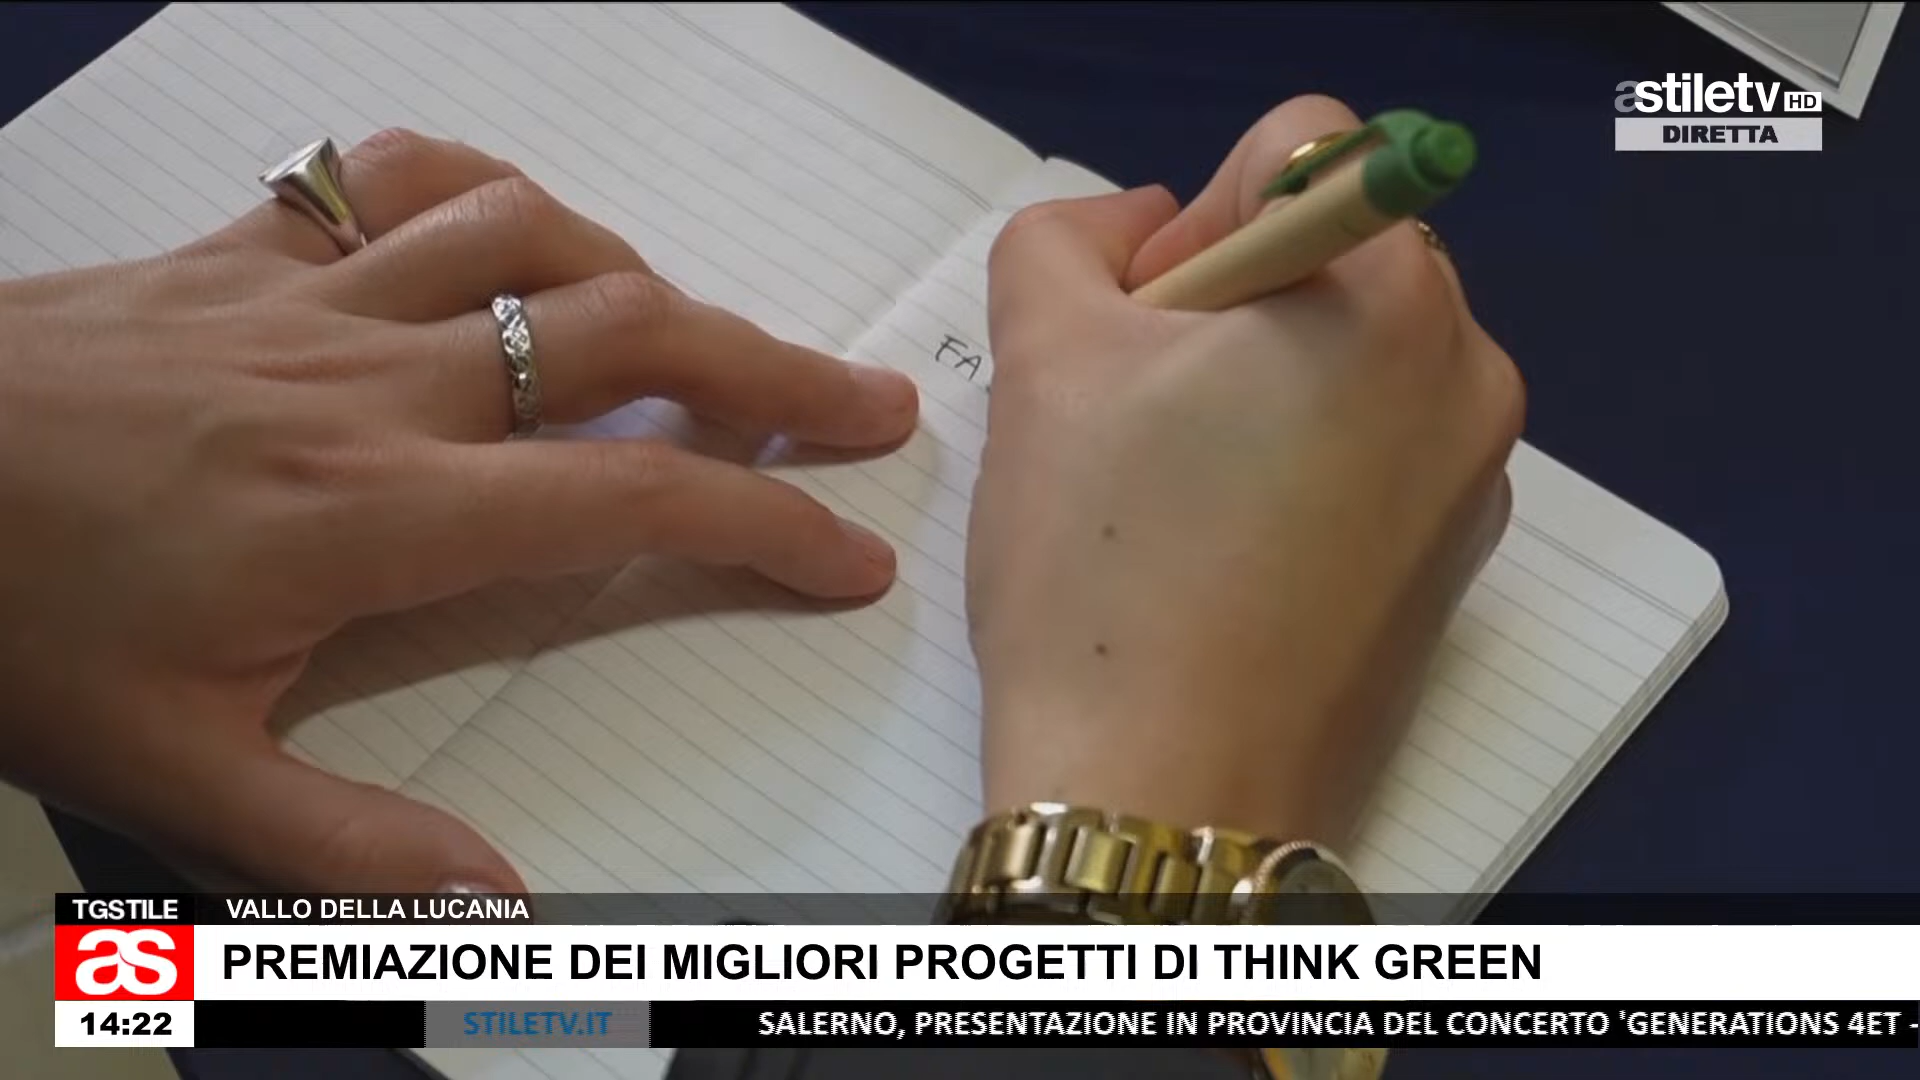 astiletv HD
DIRETTA
FA
TGSTILE
VALLO DELLA LUCANIA
as
PREMIAZIONE DEI MIGLIORI PROGETTI DI THINK GREEN
14:22
STILETV.IT
SALERNO, PRESENTAZIONE IN PROVINCIA DEL CONCERTO 'GENERATIONS 4ET -